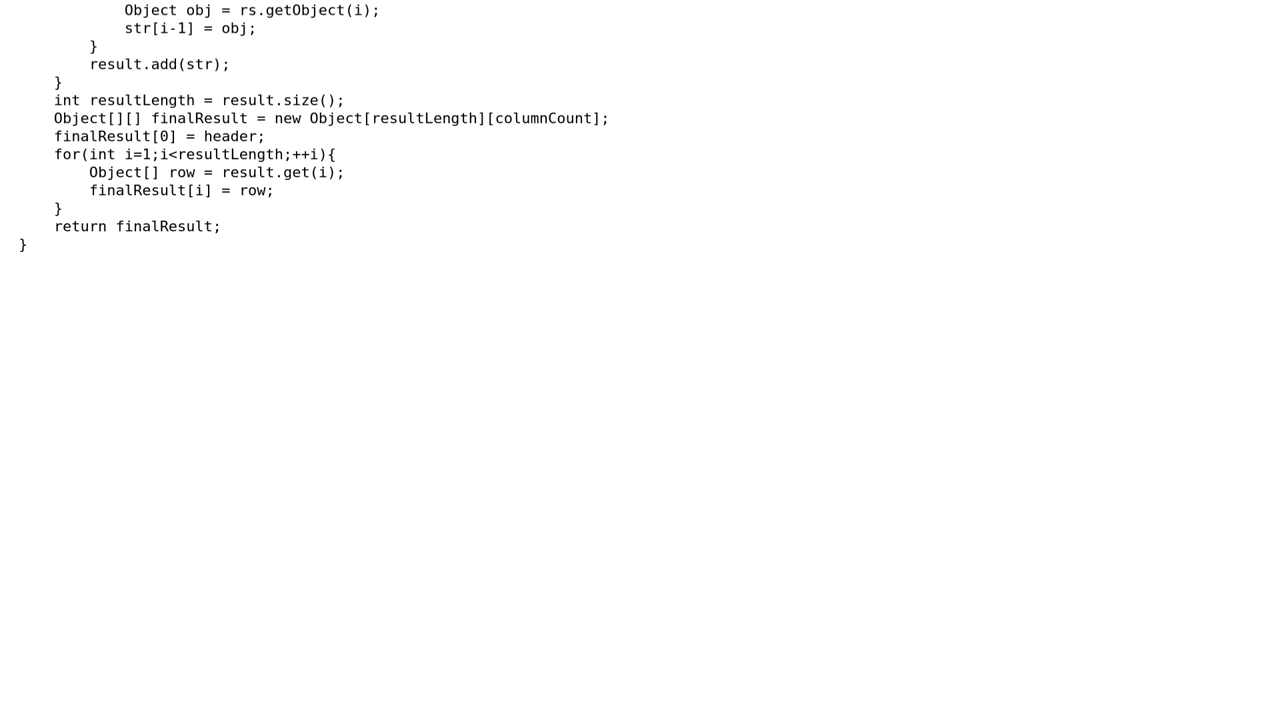 Object obj = rs.getObject(i);
            str[i-1] = obj;
        }
        result.add(str);
    }
    int resultLength = result.size();
    Object[][] finalResult = new Object[resultLength][columnCount];
    finalResult[0] = header;
    for(int i=1;i<resultLength;++i){
        Object[] row = result.get(i);
        finalResult[i] = row;
    }
    return finalResult;
}